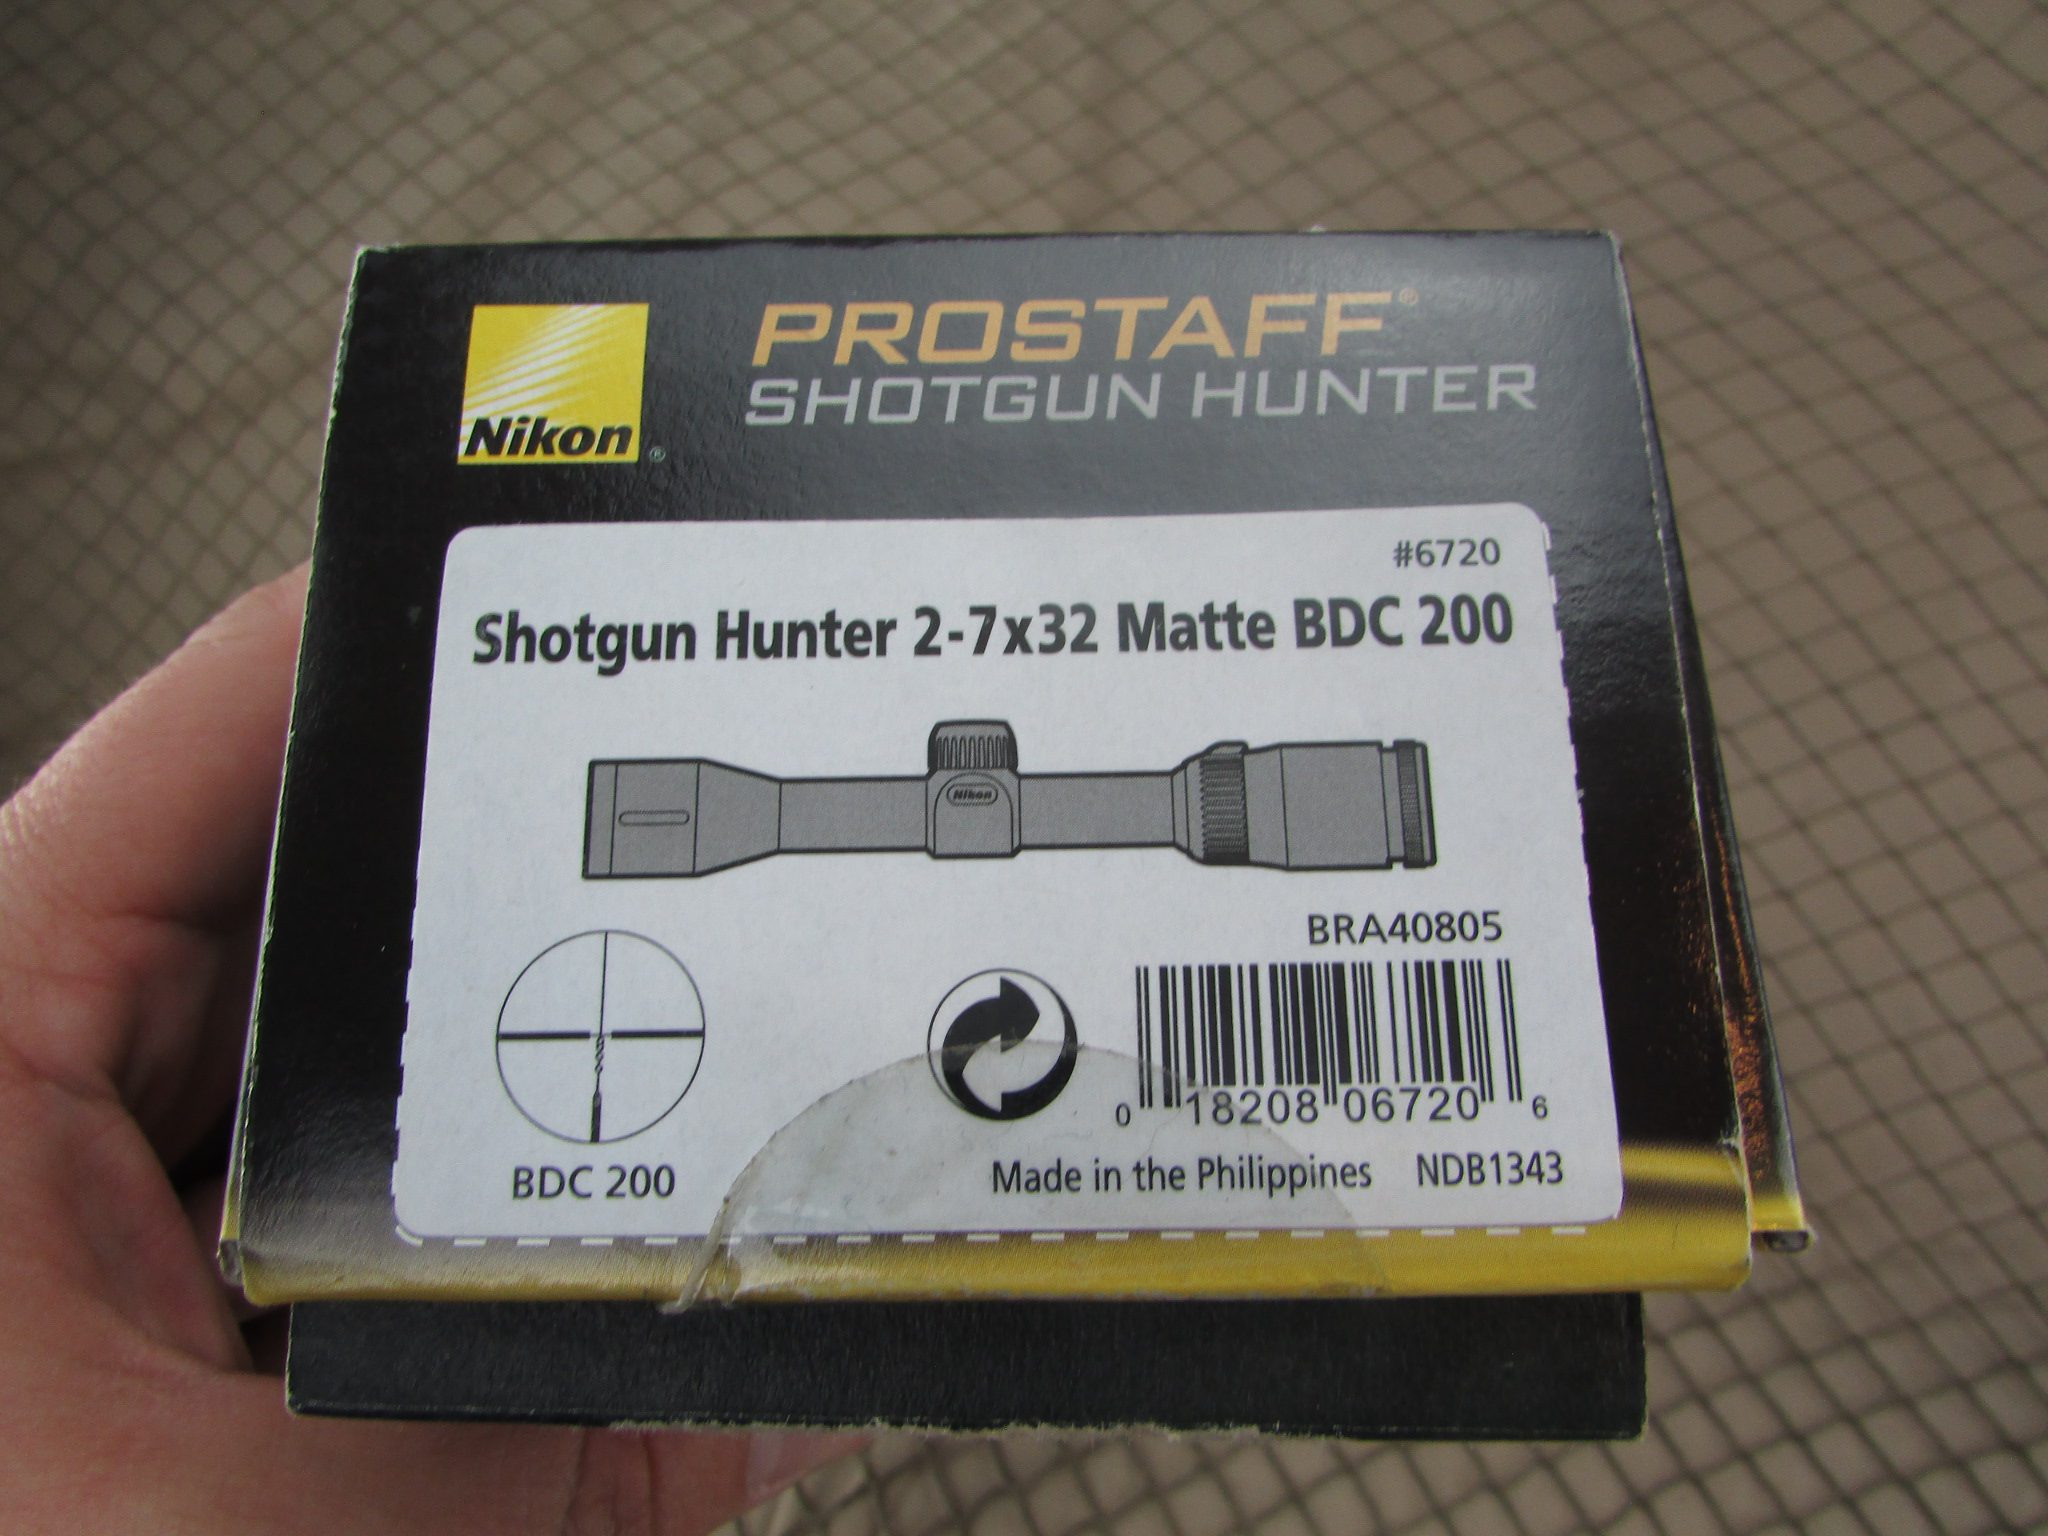 Nikon®
PROSTAFF®
SHOTGUN HUNTER
#6720
Shotgun Hunter 2-7x32 Matte BDC 200
Nikon
BRA40805
0 18208 06720 6
BDC 200
Made in the Philippines NDB1343